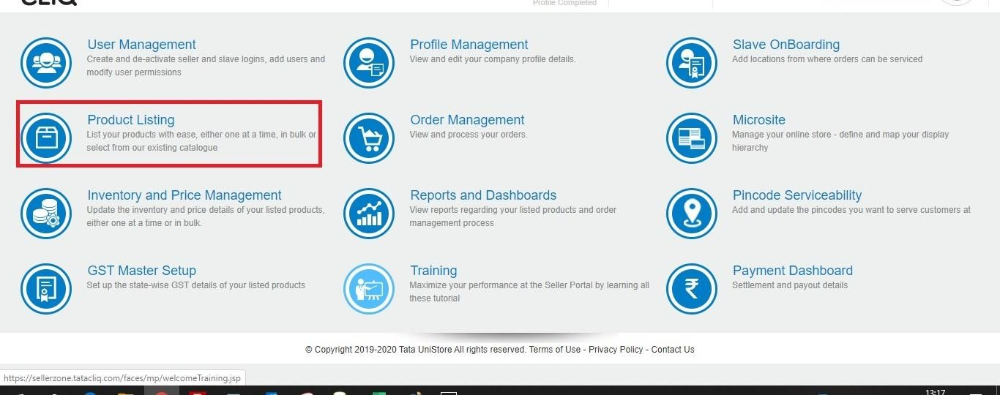 CLiQ
Profile Completed
User Management
Create and de-activate seller and slave logins, add users and
modify user permissions
Profile Management
View and edit your company profile details.
Slave OnBoarding
Add locations from where orders can be serviced
Product Listing
List your products with ease, either one at a time, in bulk or
select from our existing catalogue
Order Management
View and process your orders.
Microsite
Manage your online store - define and map your display
hierarchy
Inventory and Price Management
Update the inventory and price details of your listed products,
either one at a time or in bulk.
Reports and Dashboards
View reports regarding your listed products and order
management process
Pincode Serviceability
Add and update the pincodes you want to serve customers at
GST Master Setup
Set up the state-wise GST details of your listed products
Training
Maximize your performance at the Seller Portal by learning all
these tutorial
₹
Payment Dashboard
Settlement and payout details
© Copyright 2019-2020 Tata UniStore All rights reserved. Terms of Use - Privacy Policy - Contact Us
https://sellerzone.tatacliq.com/faces/mp/welcomeTraining.jsp
13:17